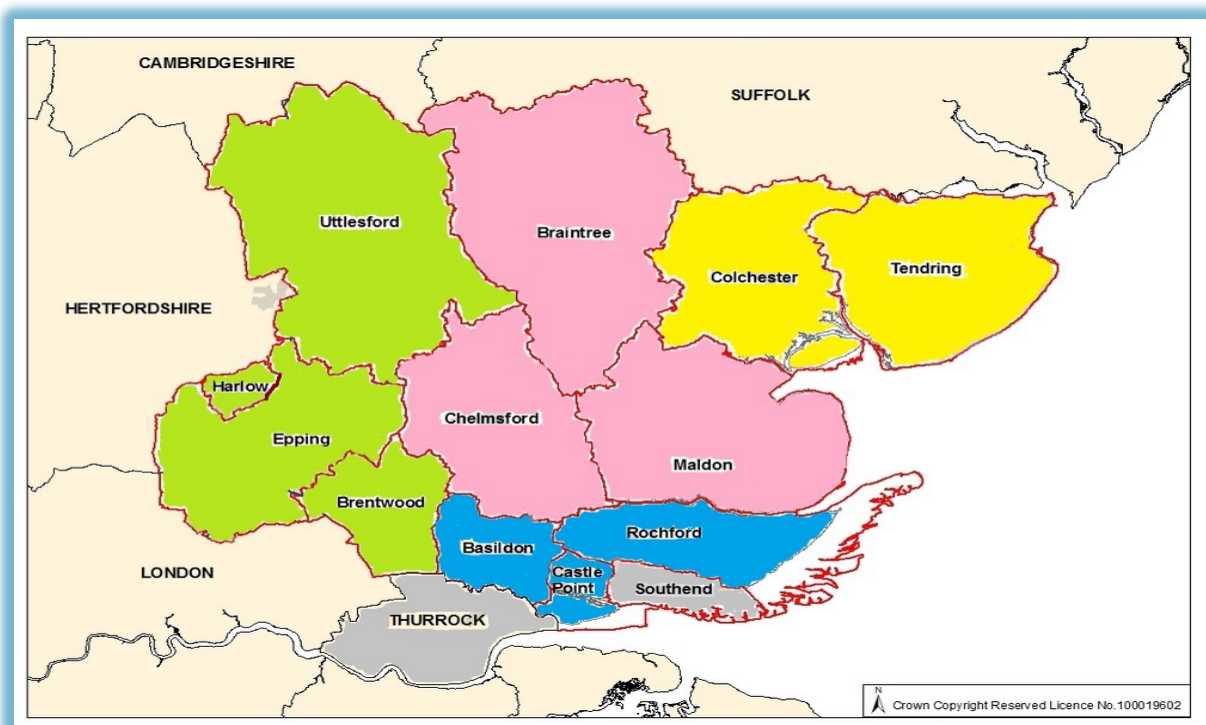 CAMBRIDGESHIRE
SUFFOLK
Uttlesford
Braintree
Colchester
Tendring
HERTFORDSHIRE
Harlow
Chelmsford
Epping
Maldon
Brentwood
Rochford
Basildon
Castle
Point
LONDON
Southend
THURROCK
N
Crown Copyright Reserved Licence No.100019602